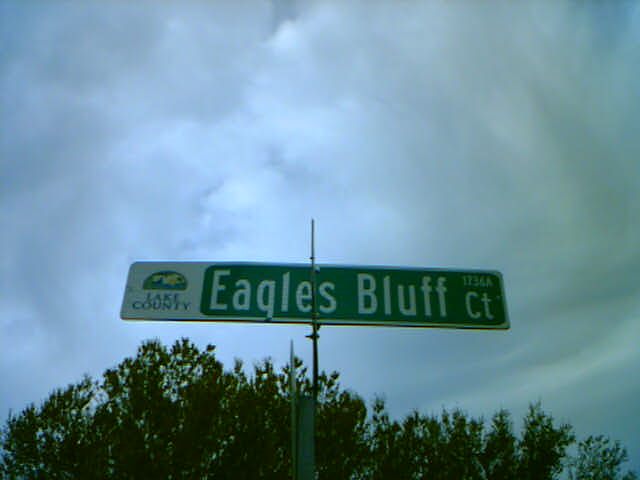 LAKE
COUNTY
Eagles Bluff Ct
1736A